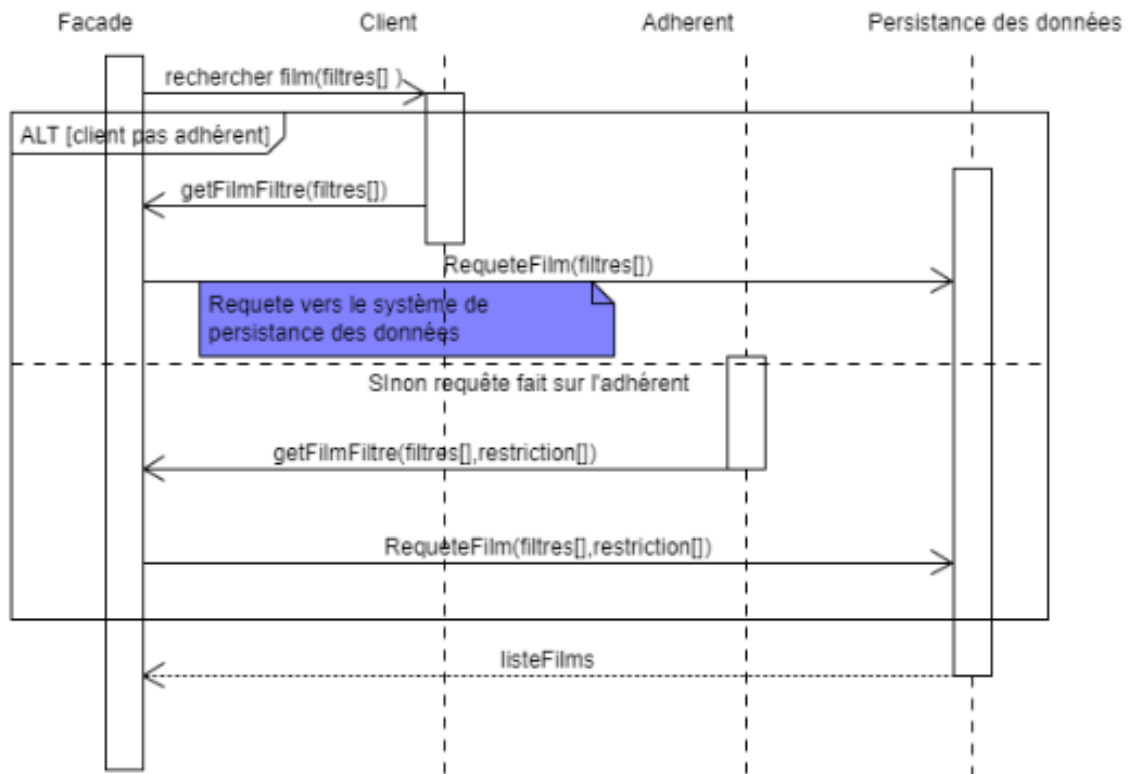 Facade
Client
Adherent
Persistance des données
rechercher film(filtres[] )
ALT [client pas adhérent]
getFilmFiltre(filtres[])
RequeteFilm(filtres[])
Requete vers le système de
persistance des données
SInon requête fait sur l'adhérent
getFilmFiltre(filtres[],restriction[])
RequeteFilm(filtres[],restriction[])
listeFilms